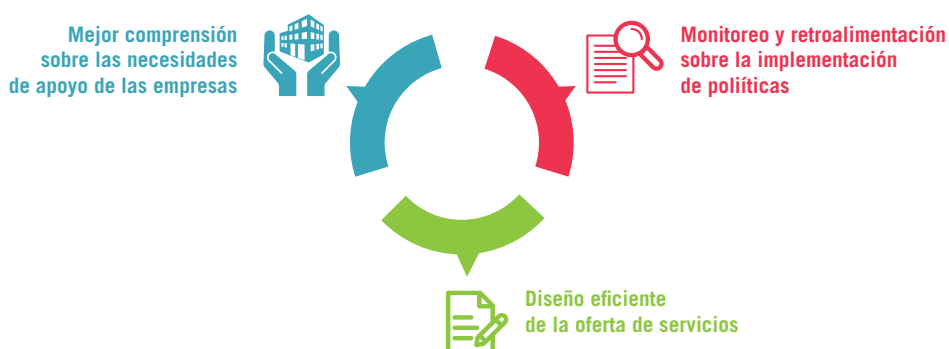 Mejor comprensión
sobre las necesidades
de apoyo de las empresas
Monitoreo y retroalimentación
sobre la implementación
de poliíticas
Diseño eficiente
de la oferta de servicios